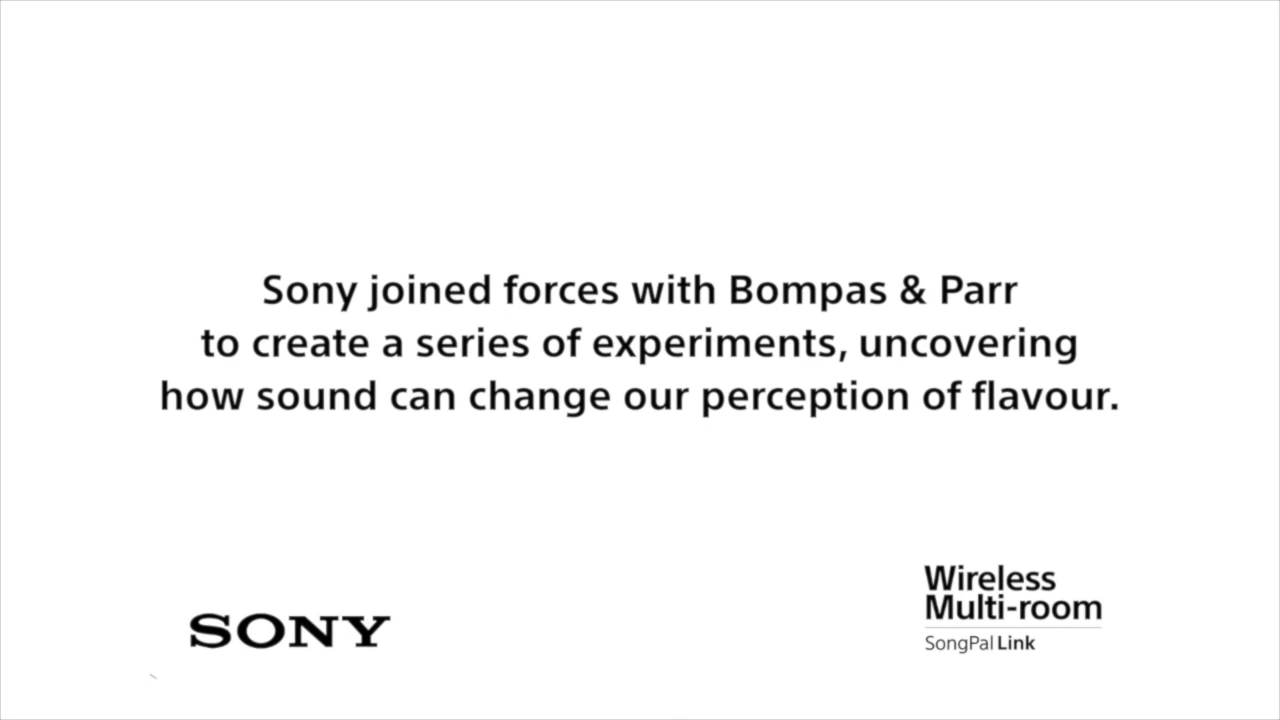 Sony joined forces with Bompas & Parr
to create a series of experiments, uncovering
how sound can change our perception of flavour.
SONY
Wireless
Multi-room
SongPal Link